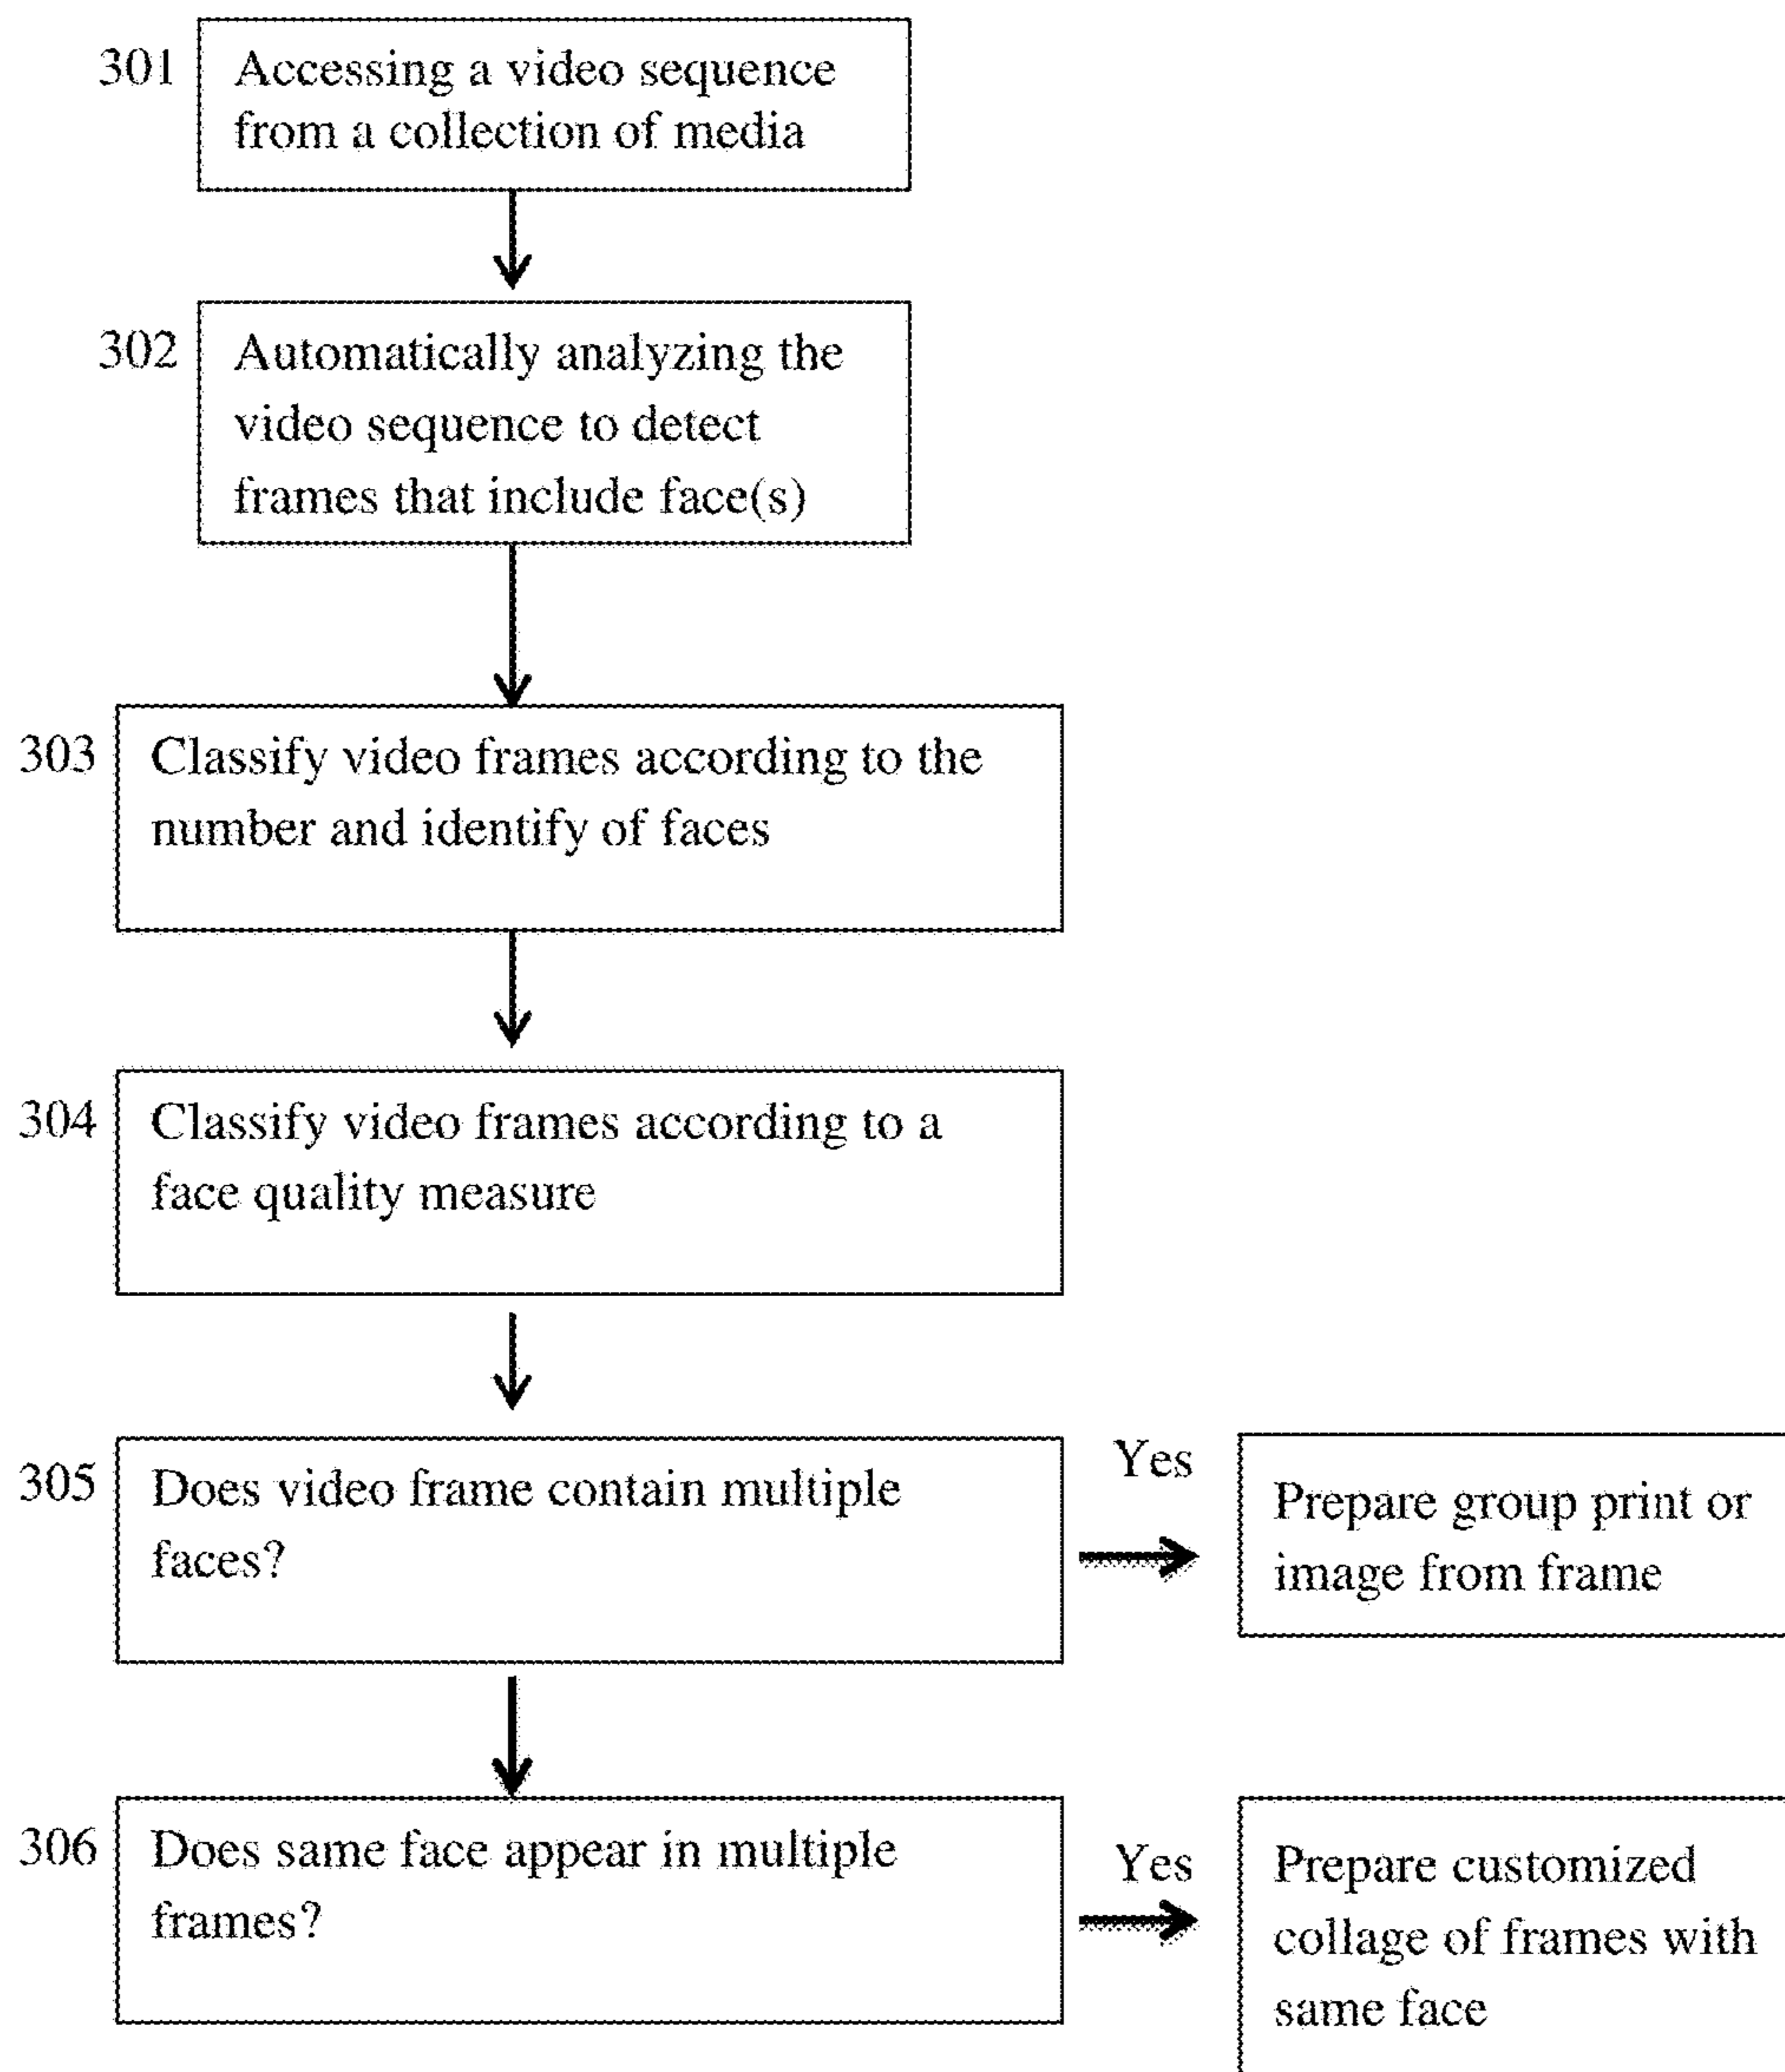 301
Accessing a video sequence
from a collection of media
302
Automatically analyzing the
video sequence to detect
frames that include face(s)
303
Classify video frames according to the
number and identify of faces
304
Classify video frames according to a
face quality measure
305
Does video frame contain multiple
faces?
Yes
Prepare group print or
image from frame
306
Does same face appear in multiple
frames?
Yes
Prepare customized
collage of frames with
same face